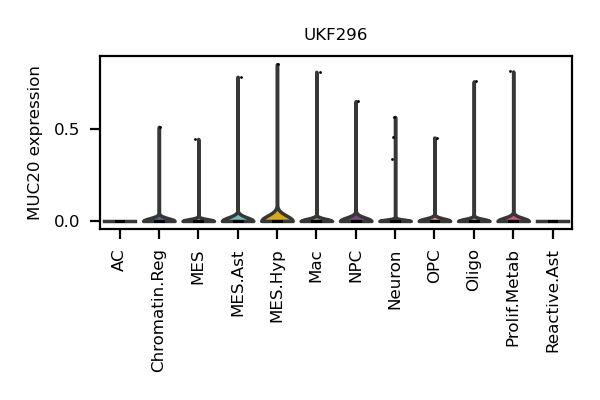 UKF296
MUC20 expression
0.5
0.0
AC
Chromatin.Reg
MES
MES.Ast
MES.Hyp
Mac
NPC
Neuron
OPC
Oligo
Prolif.Metab
Reactive.Ast